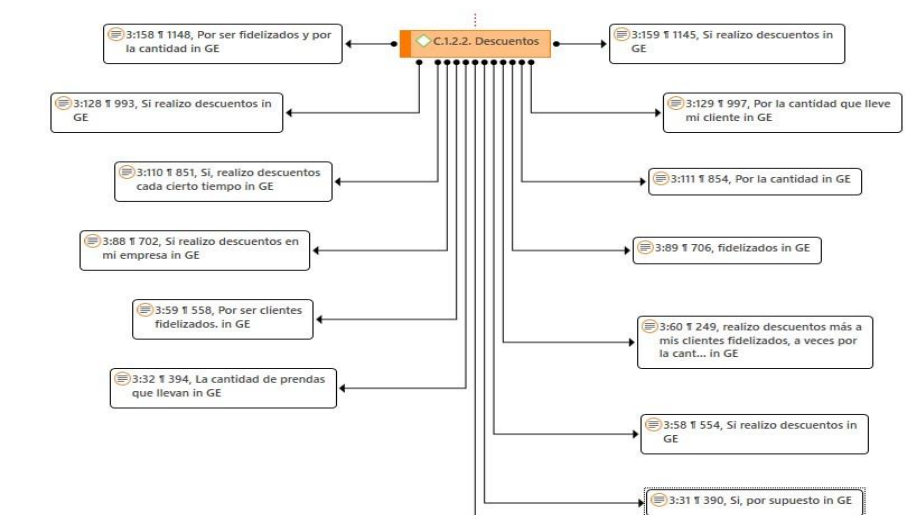 3:158 ¶ 1148, Por ser fidelizados y por
la cantidad in GE
C.1.2.2. Descuentos
3:159 ¶ 1145, Si realizo descuentos in
GE
3:128 ¶ 993, Si realizo descuentos in
GE
3:129 ¶ 997, Por la cantidad que lleve
mi cliente in GE
3:110 ¶ 851, Si, realizo descuentos
cada cierto tiempo in GE
3:111 ¶ 854, Por la cantidad in GE
3:88 ¶ 702, Si realizo descuentos en
mi empresa in GE
3:89 ¶ 706, fidelizados in GE
3:59 ¶ 558, Por ser clientes
fidelizados. in GE
3:60 ¶ 249, realizo descuentos más a
mis clientes fidelizados, a veces por
la cant... in GE
3:32 ¶ 394, La cantidad de prendas
que llevan in GE
3:58 ¶ 554, Si realizo descuentos in
GE
3:31 ¶ 390, Si, por supuesto in GE